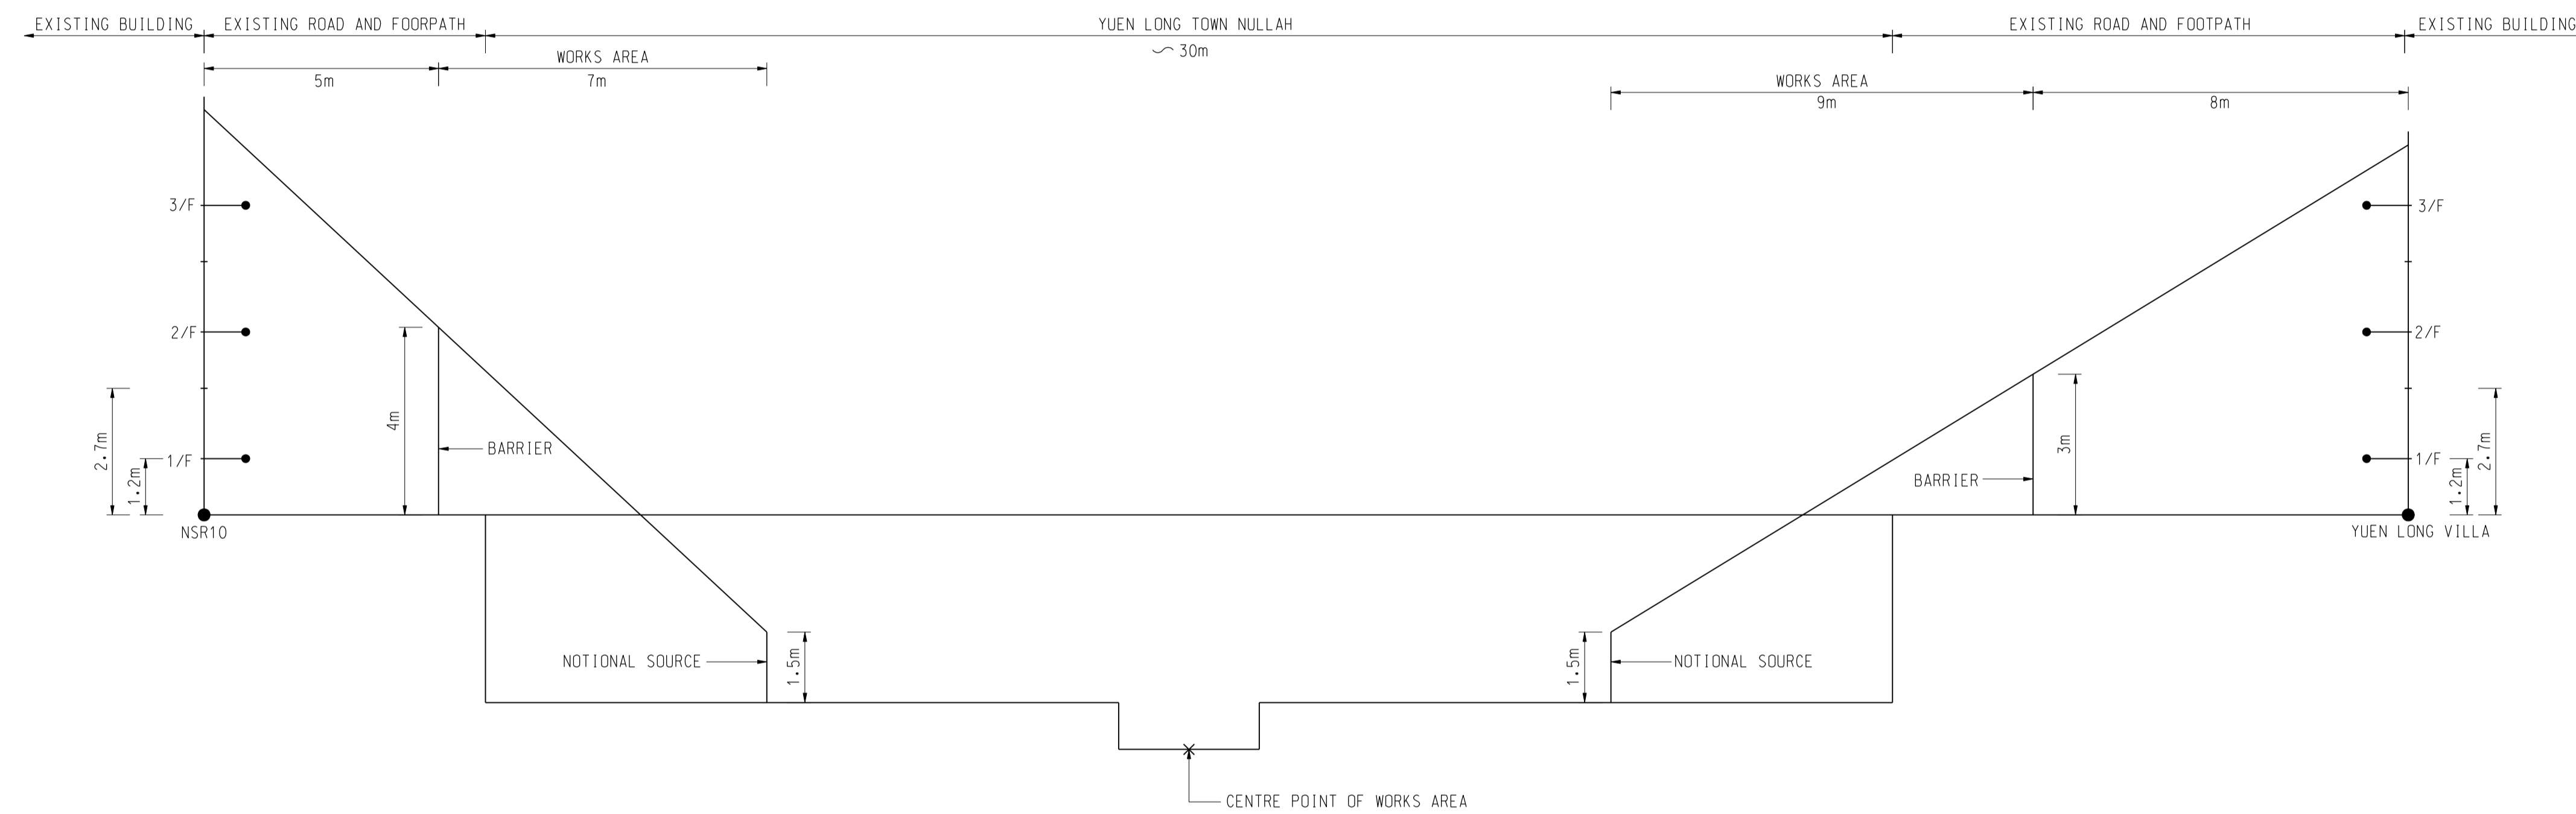 EXISTING BUILDING
EXISTING ROAD AND FOORPATH
YUEN LONG TOWN NULLAH
EXISTING ROAD AND FOOTPATH
EXISTING BUILDING
~ 30m
WORKS AREA
5m
7m
WORKS AREA
9m
8m
3/F
3/F
2/F
2/F
4m
3m
2.7m
2.7m
BARRIER
1/F
1/F
1.2m
1.2m
BARRIER
NSR10
YUEN LONG VILLA
NOTIONAL SOURCE
1.5m
1.5m
NOTIONAL SOURCE
CENTRE POINT OF WORKS AREA